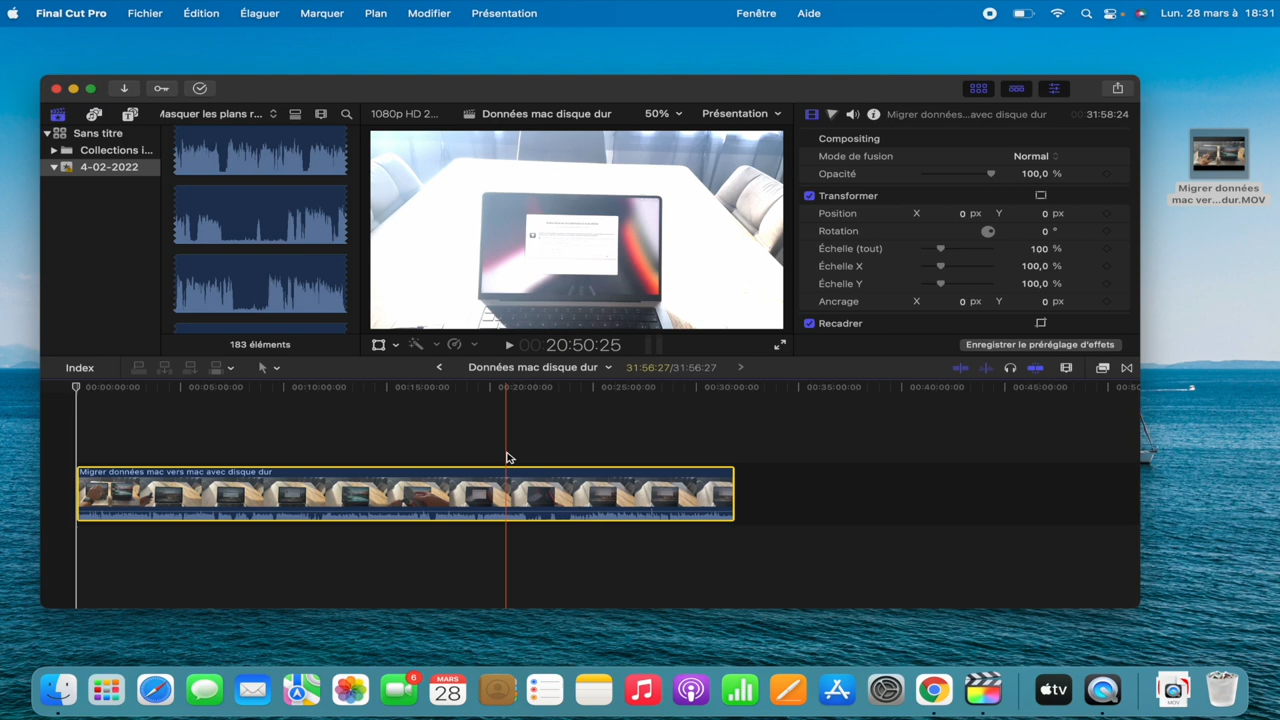 Final Cut Pro Fichier Édition Élaguer Marquer Plan Modifier Présentation Fenêtre Aide Lun. 28 mars à 18:31
Masquer les plans r...
1080p HD 2... Données mac disque dur 50% Présentation
Migrer données...avec disque dur 00:31:58:24
Sans titre
Collections i...
4-02-2022
183 éléments
00:20:50:25
Compositing
Mode de fusion Normal
Opacité 100,0 %
Transformer
Position X 0 px Y 0 px
Rotation 0 °
Échelle (tout) 100 %
Échelle X 100,0 %
Échelle Y 100,0 %
Ancrage X 0 px Y 0 px
Recadrer
Enregistrer le préréglage d'effets
Migrer données
mac ver...dur.MOV
Index Données mac disque dur 31:56:27/31:56:27
00:00:00:00 00:05:00:00 00:10:00:00 00:15:00:00 00:20:00:00 00:25:00:00 00:30:00:00 00:35:00:00 00:40:00:00 00:45:00:00 00:50
Migrer données mac vers mac avec disque dur
6
MARS
28
tv
MOV